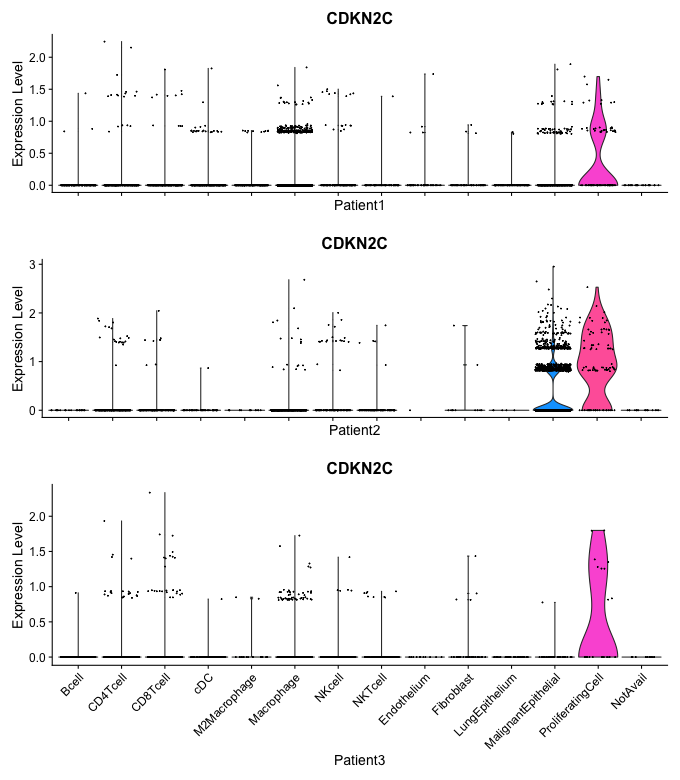 CDKN2C
Expression Level
2.0
1.5
1.0
0.5
0.0
Patient1
CDKN2C
Expression Level
3
2
1
0
Patient2
CDKN2C
Expression Level
2.0
1.5
1.0
0.5
0.0
Bcell
CD4Tcell
CD8Tcell
cDC
M2Macrophage
Macrophage
NKcell
NKTcell
Endothelium
Fibroblast
LungEpithelium
MalignantEpithelial
ProliferatingCell
NotAvail
Patient3